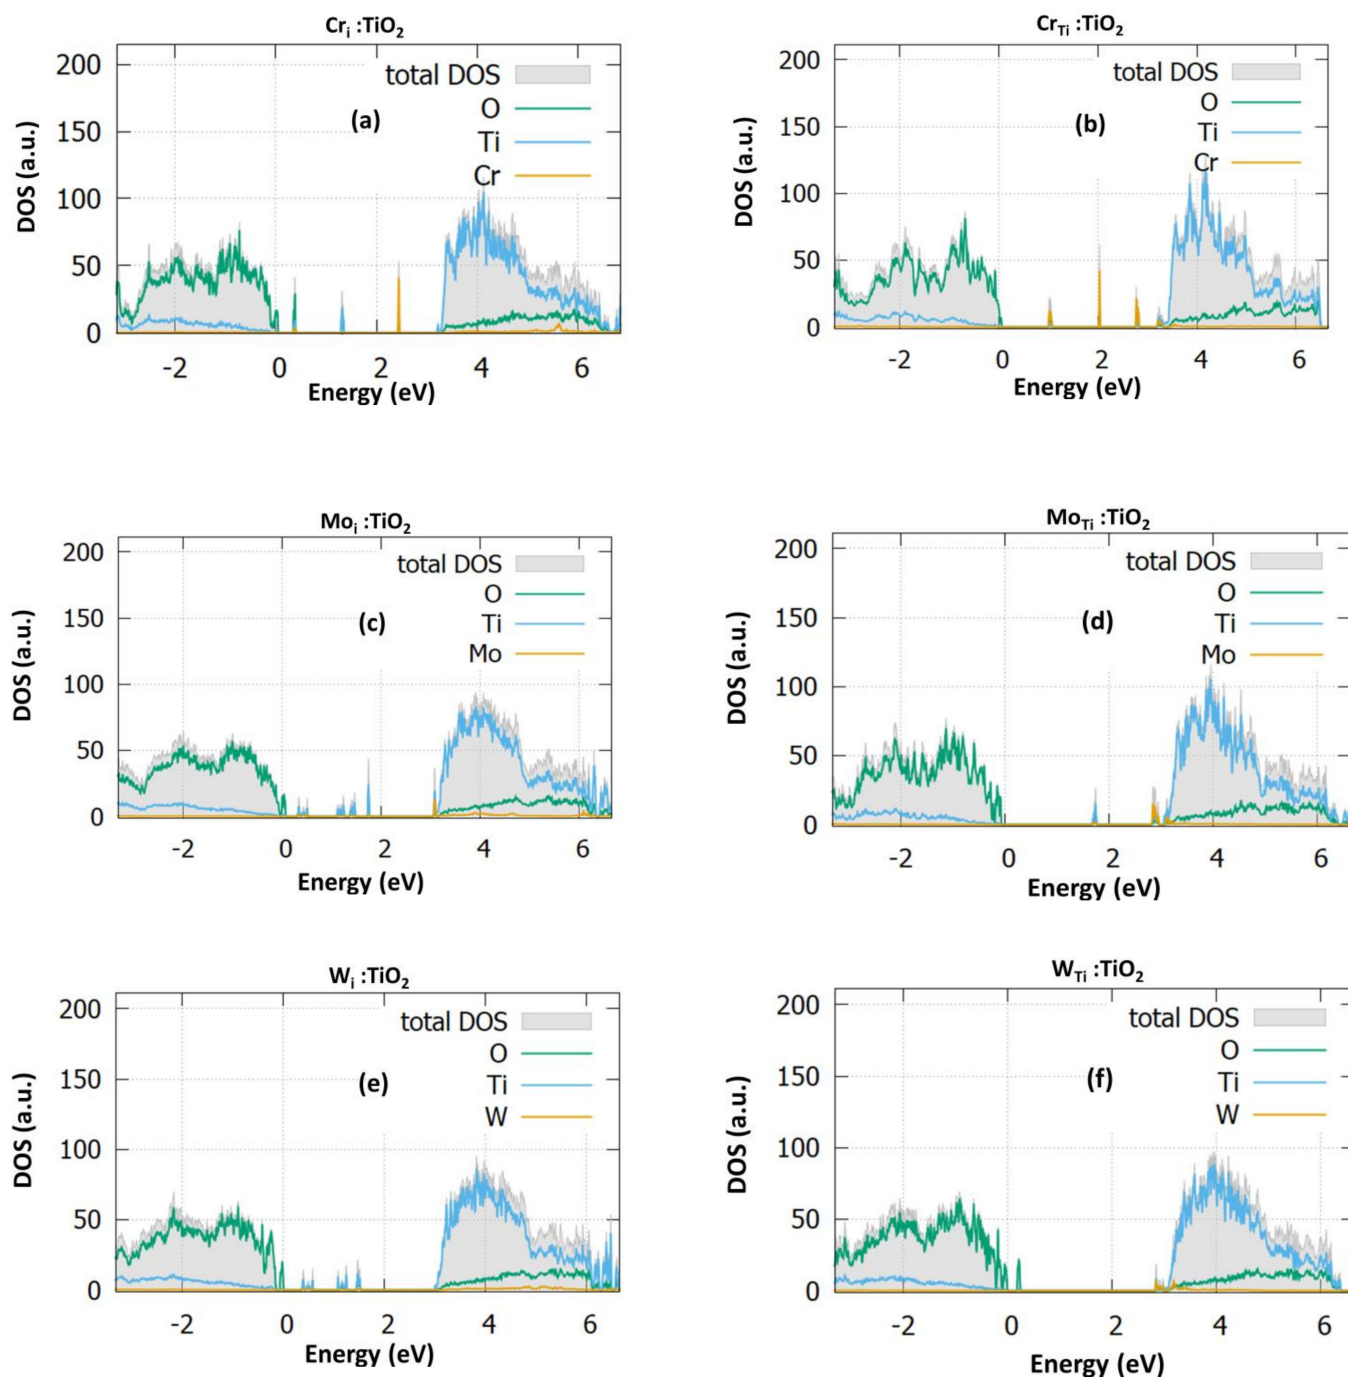 Cr_i :TiO_2
DOS (a.u.)
200
150
100
50
0
(a)
total DOS
O
Ti
Cr
-2 0 2 4 6
Energy (eV)
Cr_Ti :TiO_2
DOS (a.u.)
200
150
100
50
0
(b)
total DOS
O
Ti
Cr
-2 0 2 4 6
Energy (eV)
Mo_i :TiO_2
DOS (a.u.)
200
150
100
50
0
(c)
total DOS
O
Ti
Mo
-2 0 2 4 6
Energy (eV)
Mo_Ti :TiO_2
DOS (a.u.)
200
150
100
50
0
(d)
total DOS
O
Ti
Mo
-2 0 2 4 6
Energy (eV)
W_i :TiO_2
DOS (a.u.)
200
150
100
50
0
(e)
total DOS
O
Ti
W
-2 0 2 4 6
Energy (eV)
W_Ti :TiO_2
DOS (a.u.)
200
150
100
50
0
(f)
total DOS
O
Ti
W
-2 0 2 4 6
Energy (eV)